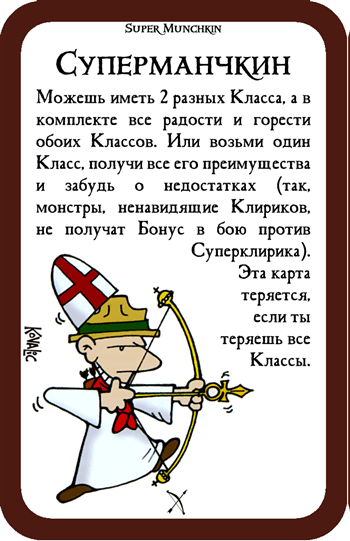 Super Munchkin
Суперманчкин
Можешь иметь 2 разных Класса, а в
комплекте все радости и горести
обоих Классов. Или возьми один
Класс, получи все его преимущества
и забудь о недостатках (так,
монстры, ненавидящие Клириков,
не получат Бонус в бою против
Суперклирика).
Эта карта
теряется,
если ты
теряешь все
Классы.
Kovalic